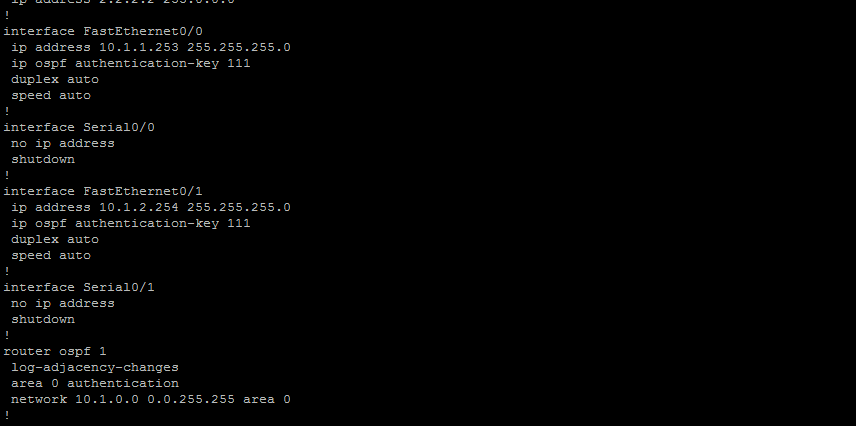 ip address 2.2.2.2 255.0.0.0
!
interface FastEthernet0/0
 ip address 10.1.1.253 255.255.255.0
 ip ospf authentication-key 111
 duplex auto
 speed auto
!
interface Serial0/0
 no ip address
 shutdown
!
interface FastEthernet0/1
 ip address 10.1.2.254 255.255.255.0
 ip ospf authentication-key 111
 duplex auto
 speed auto
!
interface Serial0/1
 no ip address
 shutdown
!
router ospf 1
 log-adjacency-changes
 area 0 authentication
 network 10.1.0.0 0.0.255.255 area 0
!